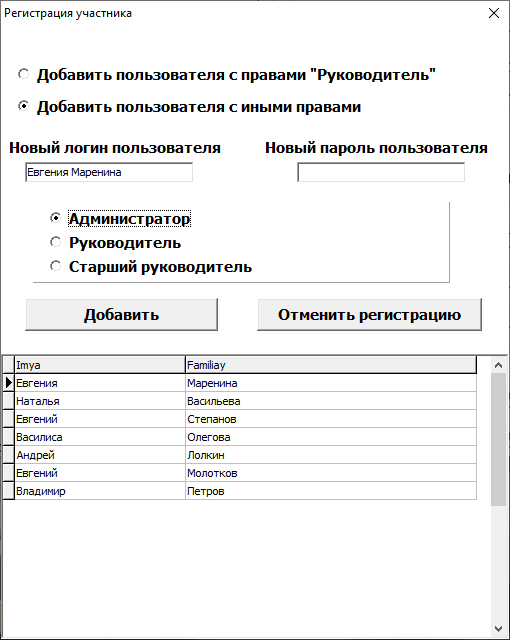 Регистрация участника
Добавить пользователя с правами "Руководитель"
Добавить пользователя с иными правами
Новый логин пользователя Новый пароль пользователя
Евгения Маренина
Администратор
Руководитель
Старший руководитель
Добавить Отменить регистрацию
Imya Familiay
Евгения Маренина
Наталья Васильева
Евгений Степанов
Василиса Олегова
Андрей Лолкин
Евгений Молотков
Владимир Петров